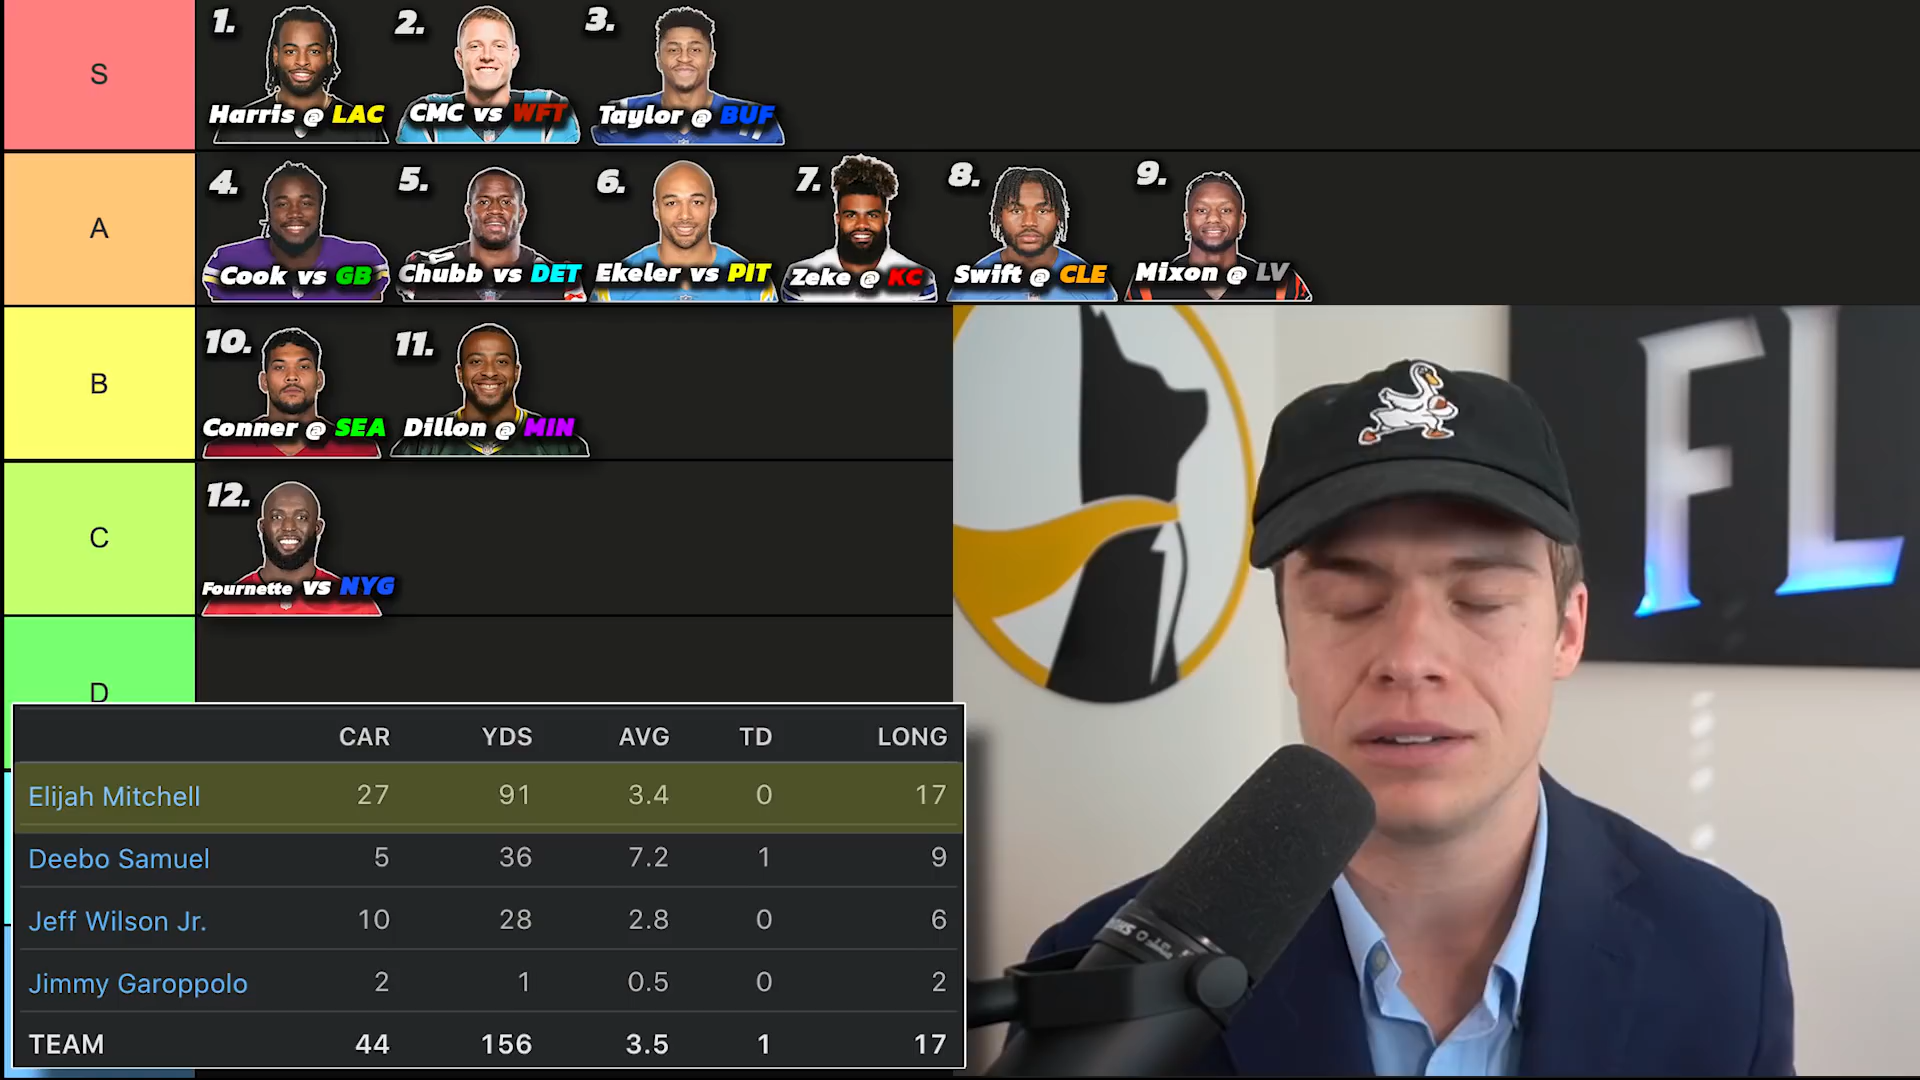 S
1. 2. 3.
Harris @ LAC CMC vs WFT Taylor @ BUF
A
4. 5. 6. 7. 8. 9.
Cook vs GB Chubb vs DET Ekeler vs PIT Zeke @ KC Swift @ CLE Mixon @ LV
B
10. 11.
Conner @ SEA Dillon @ MIN
C
12.
Fournette vs NYG
D
FL
CAR YDS AVG TD LONG
Elijah Mitchell 27 91 3.4 0 17
Deebo Samuel 5 36 7.2 1 9
Jeff Wilson Jr. 10 28 2.8 0 6
Jimmy Garoppolo 2 1 0.5 0 2
TEAM 44 156 3.5 1 17